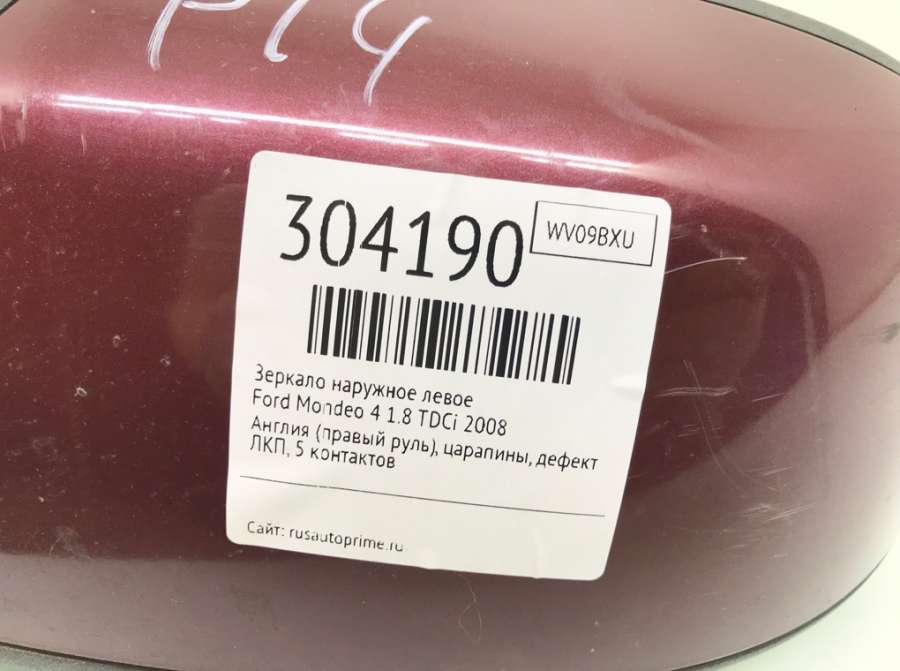 304190
WV09BXU
Зеркало наружное левое
Ford Mondeo 4 1.8 TDCi 2008
Англия (правый руль), царапины, дефект
ЛКП, 5 контактов
Сайт: rusautoprime.ru